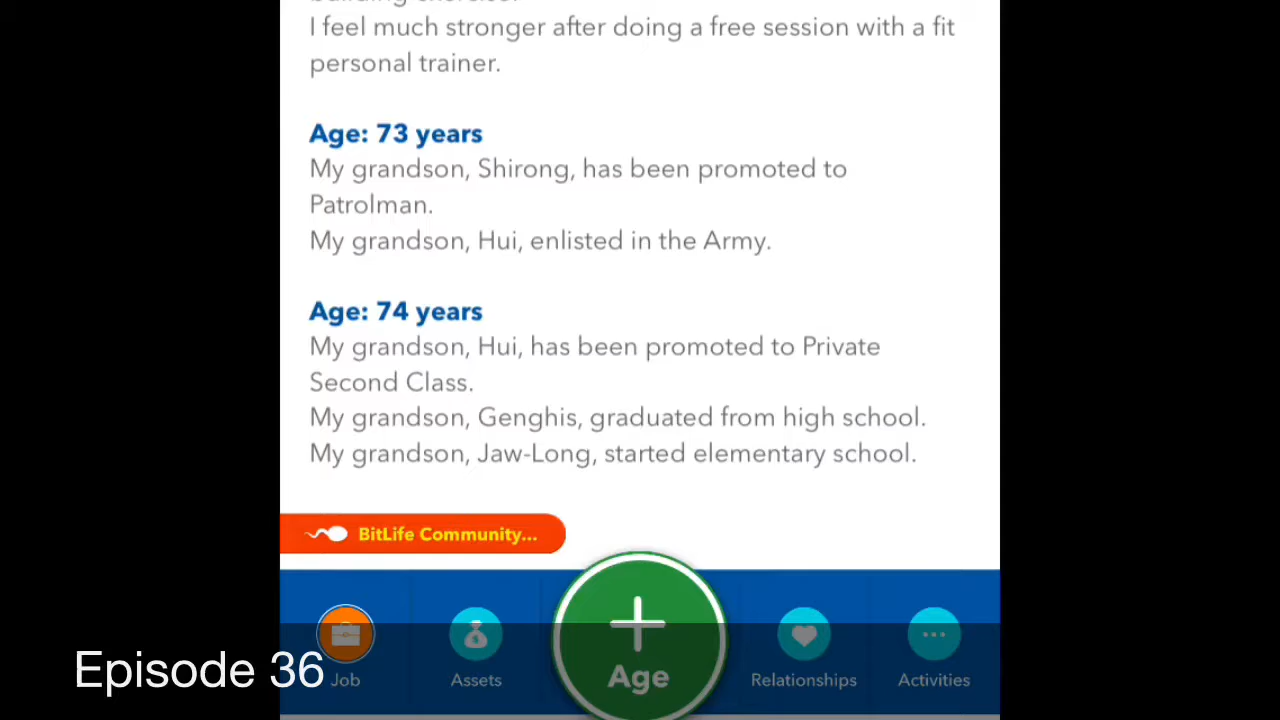 building exercise.
I feel much stronger after doing a free session with a fit
personal trainer.
Age: 73 years
My grandson, Shirong, has been promoted to
Patrolman.
My grandson, Hui, enlisted in the Army.
Age: 74 years
My grandson, Hui, has been promoted to Private
Second Class.
My grandson, Genghis, graduated from high school.
My grandson, Jaw-Long, started elementary school.
BitLife Community...
Job
Assets
Age
Relationships
Activities
Episode 36